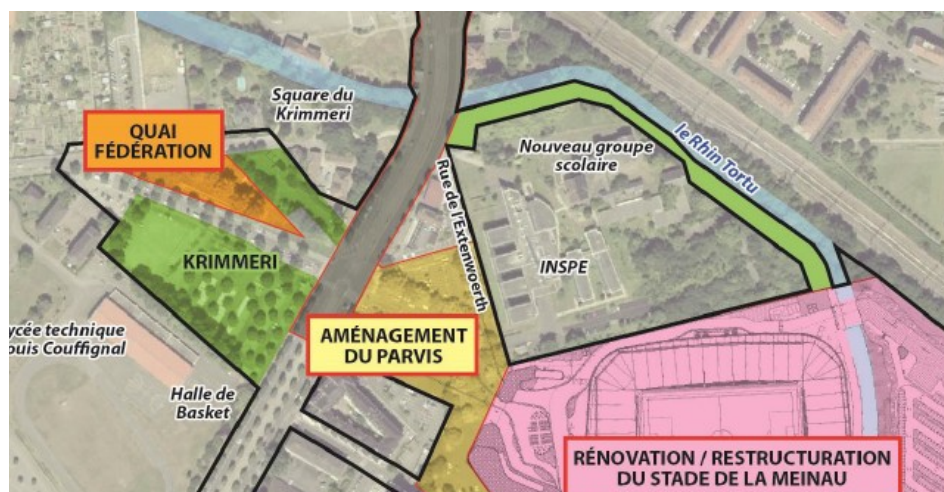 Square du
Krimmeri
QUAI
FÉDÉRATION
Nouveau groupe
scolaire
le Rhin Tortu
Rue de l'Extenwoerth
KRIMMERI
INSPE
AMÉNAGEMENT
DU PARVIS
ycée technique
ouis Couffignal
Halle de
Basket
RÉNOVATION / RESTRUCTURATION
DU STADE DE LA MEINAU